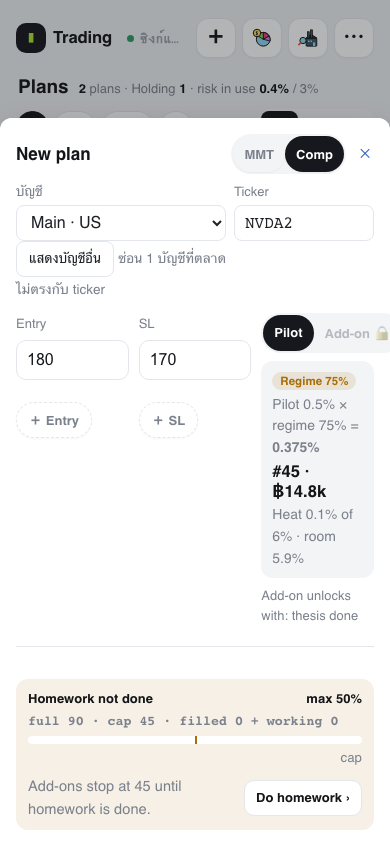 Trading
ซิงก์แ...
Plans 2 plans · Holding 1 · risk in use 0.4% / 3%
New plan
MMT Comp ×
บัญชี
Ticker
Main · US
NVDA2
แสดงบัญชีอื่น ซ่อน 1 บัญชีที่ตลาด
ไม่ตรงกับ ticker
Entry
SL
Pilot Add-on 🔒
180
170
+ Entry
+ SL
Regime 75%
Pilot 0.5% ×
regime 75% =
0.375%
#45 ·
฿14.8k
Heat 0.1% of
6% · room
5.9%
Add-on unlocks
with: thesis done
Homework not done max 50%
full 90 · cap 45 · filled 0 + working 0
cap
Add-ons stop at 45 until
homework is done.
Do homework ›